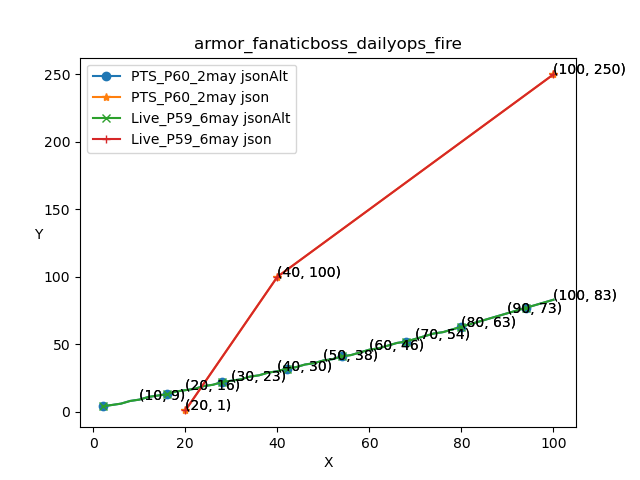 armor_fanaticboss_dailyops_fire
PTS_P60_2may jsonAlt
PTS_P60_2may json
Live_P59_6may jsonAlt
Live_P59_6may json
(100, 250)
(40, 100)
(100, 83)
(90, 73)
(80, 63)
(70, 54)
(60, 46)
(50, 38)
(40, 30)
(30, 23)
(20, 16)
(10, 9)
(20, 1)
Y
250
200
150
100
50
0
0 20 40 60 80 100
X